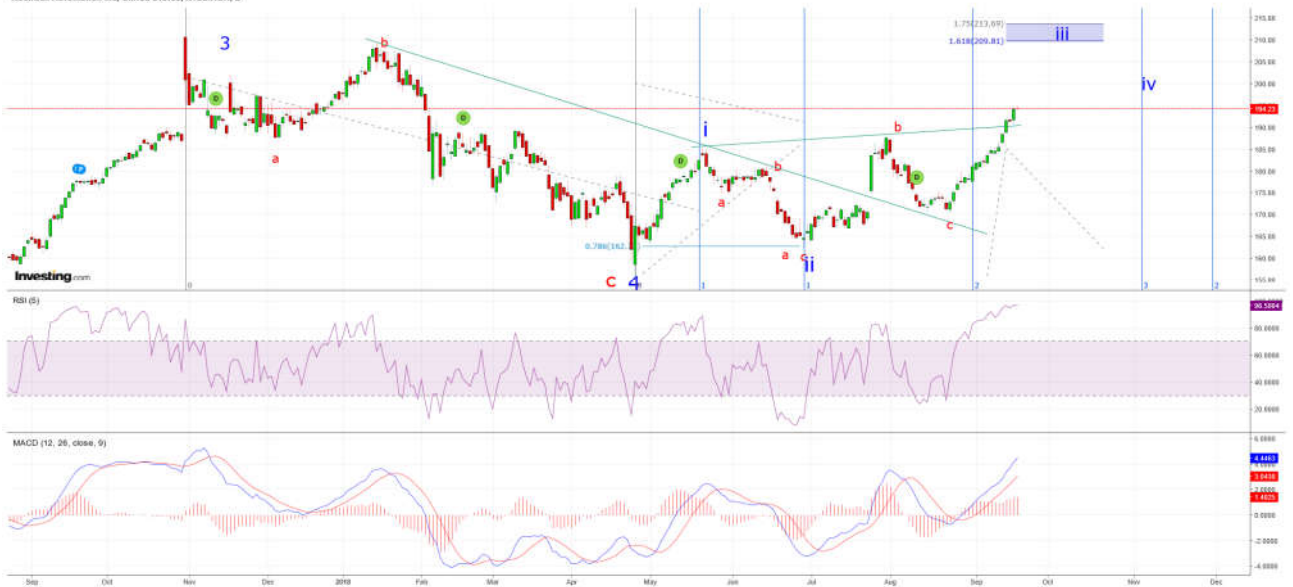 3
b
D
a
D
D
i
b
a
a
c
ii
C
4
b
D
c
1.75(213.69)
1.618(209.81)
iii
iv
0.786(162.
Investing.com
0
1
1
2
3
2
215.00
210.00
205.00
200.00
194.23
190.00
185.00
180.00
175.00
170.00
165.00
160.00
155.00
RSI (5)
80.0000
60.0000
40.0000
20.0000
MACD (12, 26, close, 9)
6.0000
4.4463
3.0438
2.0000
1.4025
0.0000
-2.0000
-4.0000
Sep Oct Nov Dec 2018 Feb Mar Apr May Jun Jul Aug Sep Oct Nov Dec